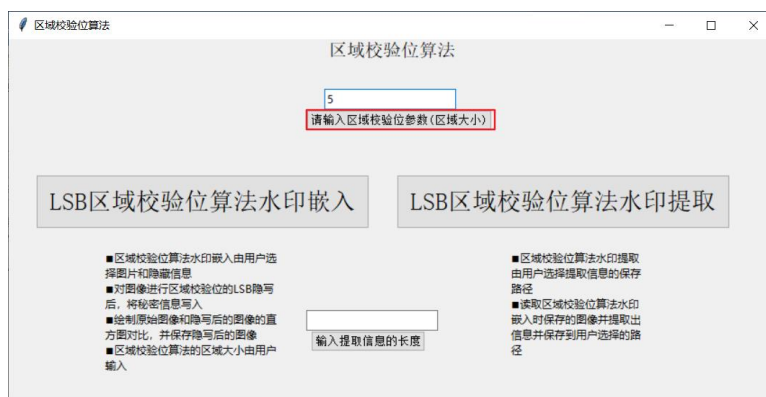 区域校验位算法
区域校验位算法
5
请输入区域校验位参数(区域大小)
LSB区域校验位算法水印嵌入
LSB区域校验位算法水印提取
■区域校验位算法水印嵌入由用户选
择图片和隐藏信息
■对图像进行区域校验位的LSB隐写
后，将秘密信息写入
■绘制原始图像和隐写后的图像的直
方图对比，并保存隐写后的图像
■区域校验位算法的区域大小由用户
输入
输入提取信息的长度
■区域校验位算法水印提取
由用户选择提取信息的保存
路径
■读取区域校验位算法水印
嵌入时保存的图像并提取出
信息并保存到用户选择的路
径